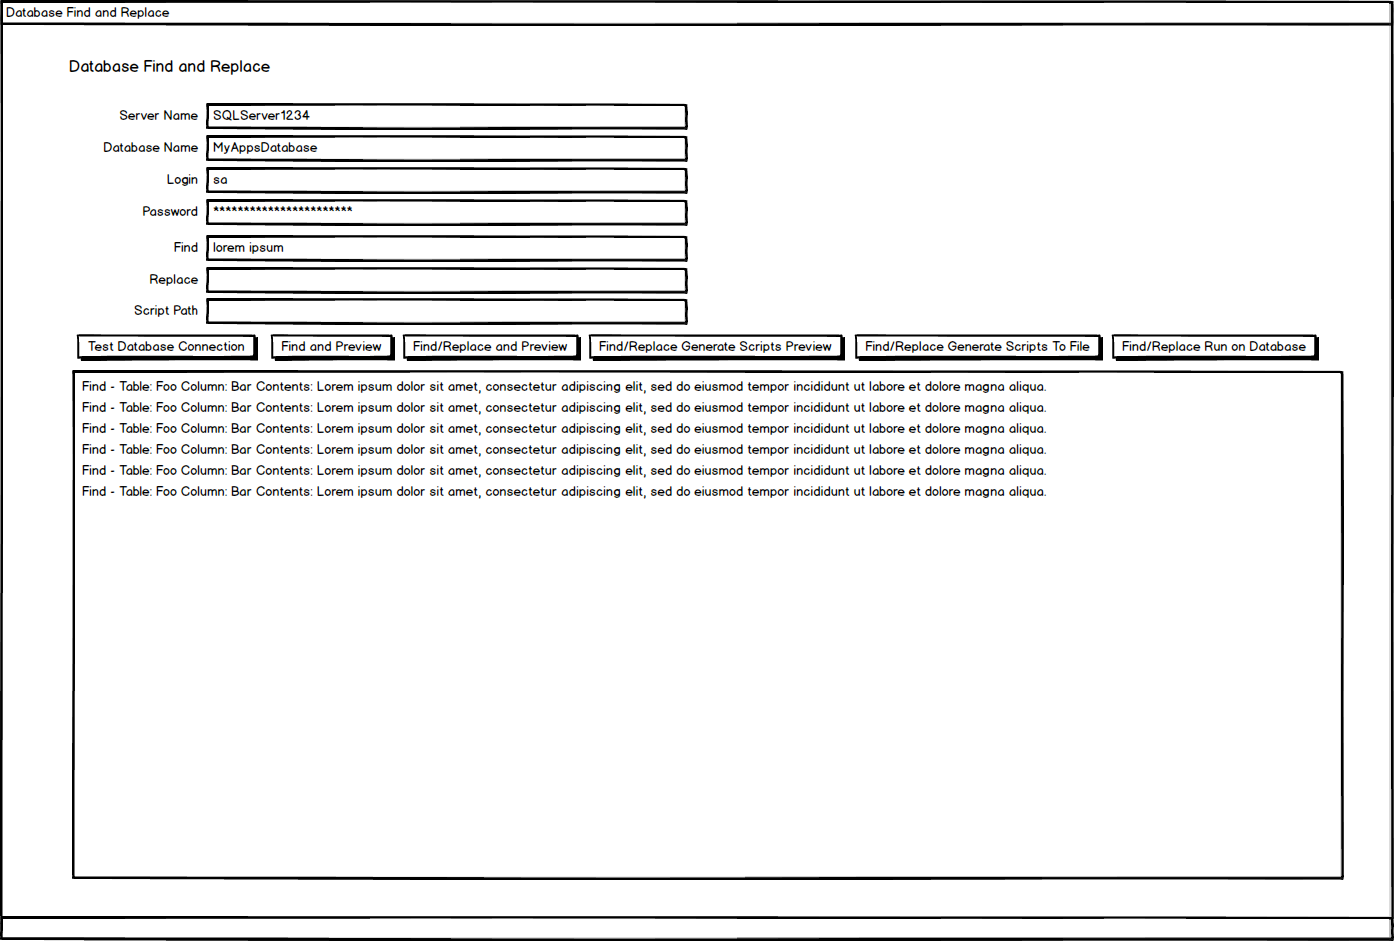 Database Find and Replace
Database Find and Replace
Server Name SQLServer1234
Database Name MyAppsDatabase
Login sa
Password ***********************
Find lorem ipsum
Replace
Script Path
Test Database Connection Find and Preview Find/Replace and Preview Find/Replace Generate Scripts Preview Find/Replace Generate Scripts To File Find/Replace Run on Database
Find - Table: Foo Column: Bar Contents: Lorem ipsum dolor sit amet, consectetur adipiscing elit, sed do eiusmod tempor incididunt ut labore et dolore magna aliqua.
Find - Table: Foo Column: Bar Contents: Lorem ipsum dolor sit amet, consectetur adipiscing elit, sed do eiusmod tempor incididunt ut labore et dolore magna aliqua.
Find - Table: Foo Column: Bar Contents: Lorem ipsum dolor sit amet, consectetur adipiscing elit, sed do eiusmod tempor incididunt ut labore et dolore magna aliqua.
Find - Table: Foo Column: Bar Contents: Lorem ipsum dolor sit amet, consectetur adipiscing elit, sed do eiusmod tempor incididunt ut labore et dolore magna aliqua.
Find - Table: Foo Column: Bar Contents: Lorem ipsum dolor sit amet, consectetur adipiscing elit, sed do eiusmod tempor incididunt ut labore et dolore magna aliqua.
Find - Table: Foo Column: Bar Contents: Lorem ipsum dolor sit amet, consectetur adipiscing elit, sed do eiusmod tempor incididunt ut labore et dolore magna aliqua.